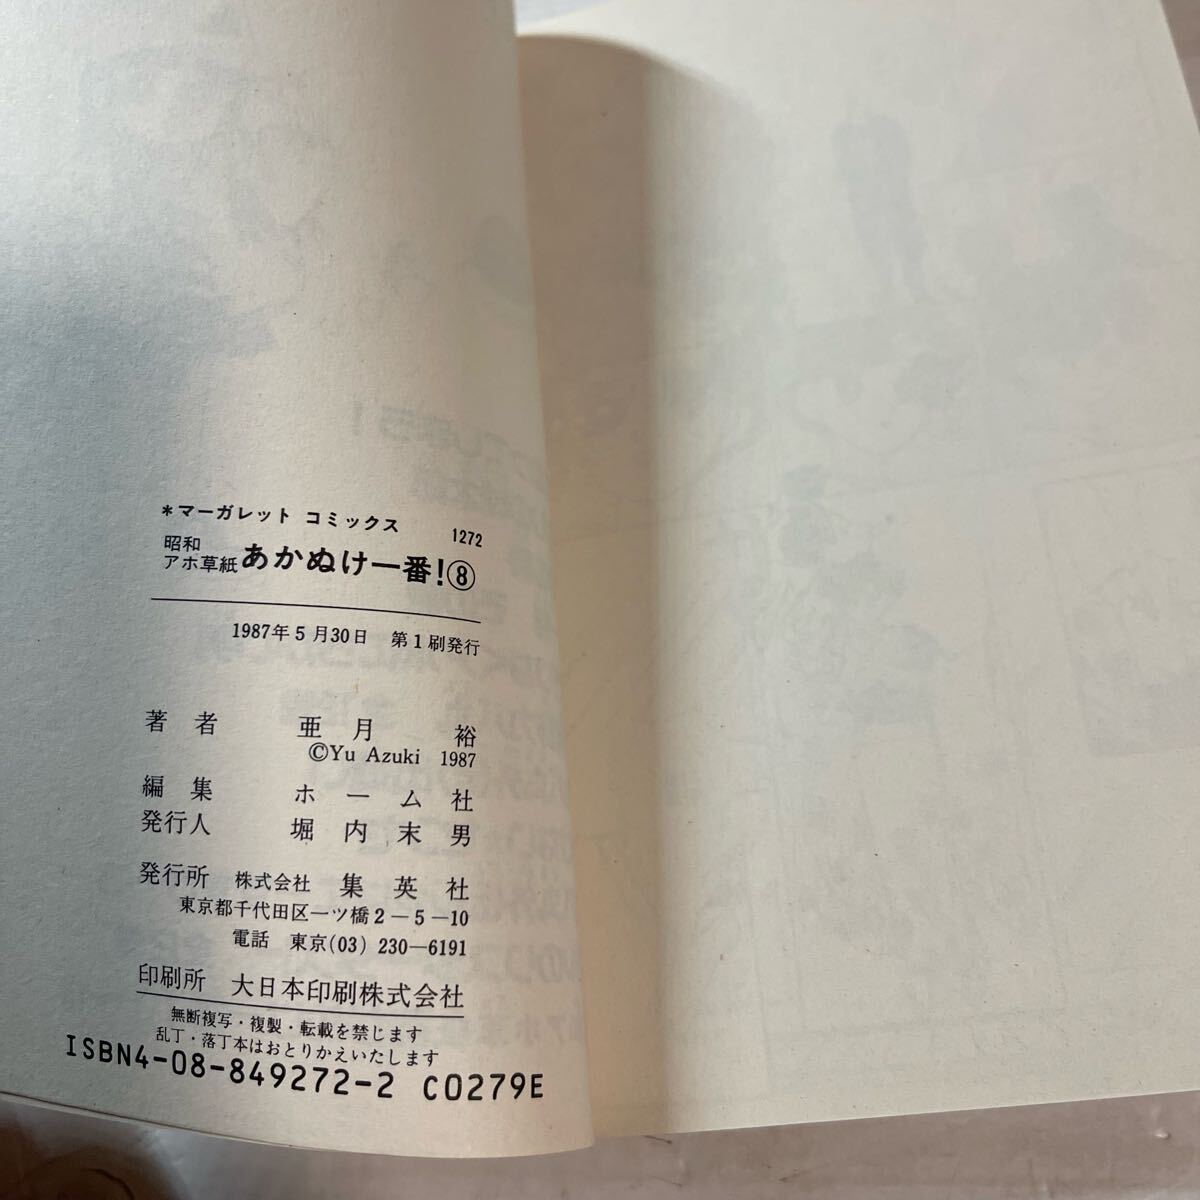 *マーガレット コミックス 1272
昭和
アホ草紙 あかぬけ一番!⑧
1987年5月30日 第1刷発行
著者 亜月 裕
©Yu Azuki 1987
編集 ホーム社
発行人 堀内末男
発行所 株式会社 集英社
東京都千代田区一ツ橋2-5-10
電話 東京(03) 230-6191
印刷所 大日本印刷株式会社
無断複写・複製・転載を禁じます
乱丁・落丁本はおとりかえいたします
ISBN4-08-849272-2 C0279E